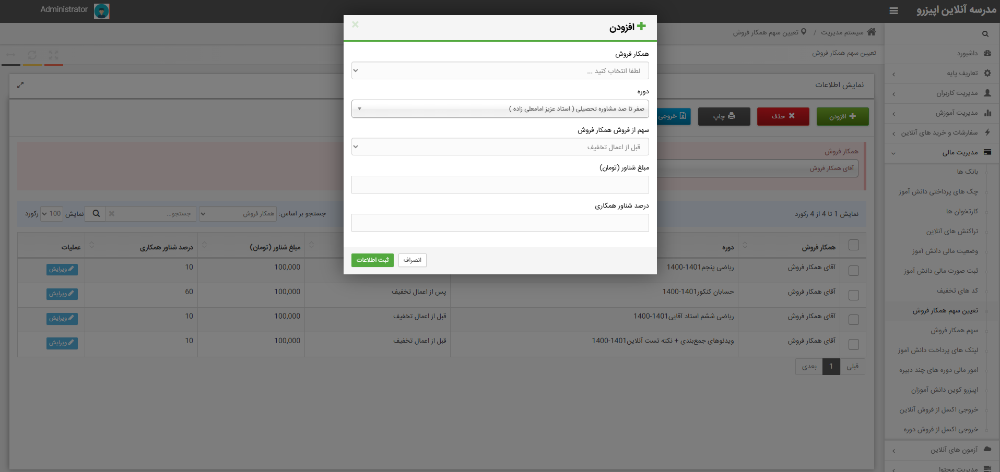 مدرسه آنلاین اپیزرو
Administrator
سیستم مدیریت / تعیین سهم همکار فروش
تعیین سهم همکار فروش
داشبورد
تعاریف پایه
مدیریت کاربران
مدیریت آموزش
سفارشات و خرید های آنلاین
مدیریت مالی
بانک ها
چک های پرداختی دانش آموز
کارتخوان ها
تراکنش های آنلاین
وضعیت مالی دانش آموز
ثبت صورت مالی دانش آموز
کد های تخفیف
تعیین سهم همکار فروش
سهم همکار فروش
لینک های پرداخت دانش آموز
امور مالی دوره های چند دبیره
اپیزرو کوین دانش آموزان
خروجی اکسل از فروش آنلاین
خروجی اکسل از فروش دوره
آزمون های آنلاین
مدیریت محتوا
افزودن
همکار فروش
لطفا انتخاب کنید ...
دوره
صفر تا صد مشاوره تحصیلی ( استاد عزیز امامعلی زاده )
سهم از فروش همکار فروش
قبل از اعمال تخفیف
مبلغ شناور (تومان)
درصد شناور همکاری
انصراف ثبت اطلاعات
نمایش اطلاعات
افزودن حذف چاپ خروجی
همکار فروش
آقای همکار فروش
نمایش 1 تا 4 از 4 رکورد جستجو بر اساس: همکار فروش جستجو... نمایش 100 رکورد
همکار فروش دوره مبلغ شناور (تومان) درصد شناور همکاری عملیات
آقای همکار فروش ریاضی پنجم1401-1400 100,000 10 ویرایش
آقای همکار فروش حسابان کنکور1401-1400 پس از اعمال تخفیف 100,000 60 ویرایش
آقای همکار فروش ریاضی ششم استاد آقایی1401-1400 قبل از اعمال تخفیف 100,000 10 ویرایش
آقای همکار فروش ویدئوهای جمع‌بندی + نکته تست آنلاین1401-1400 قبل از اعمال تخفیف 100,000 10 ویرایش
قبلی 1 بعدی